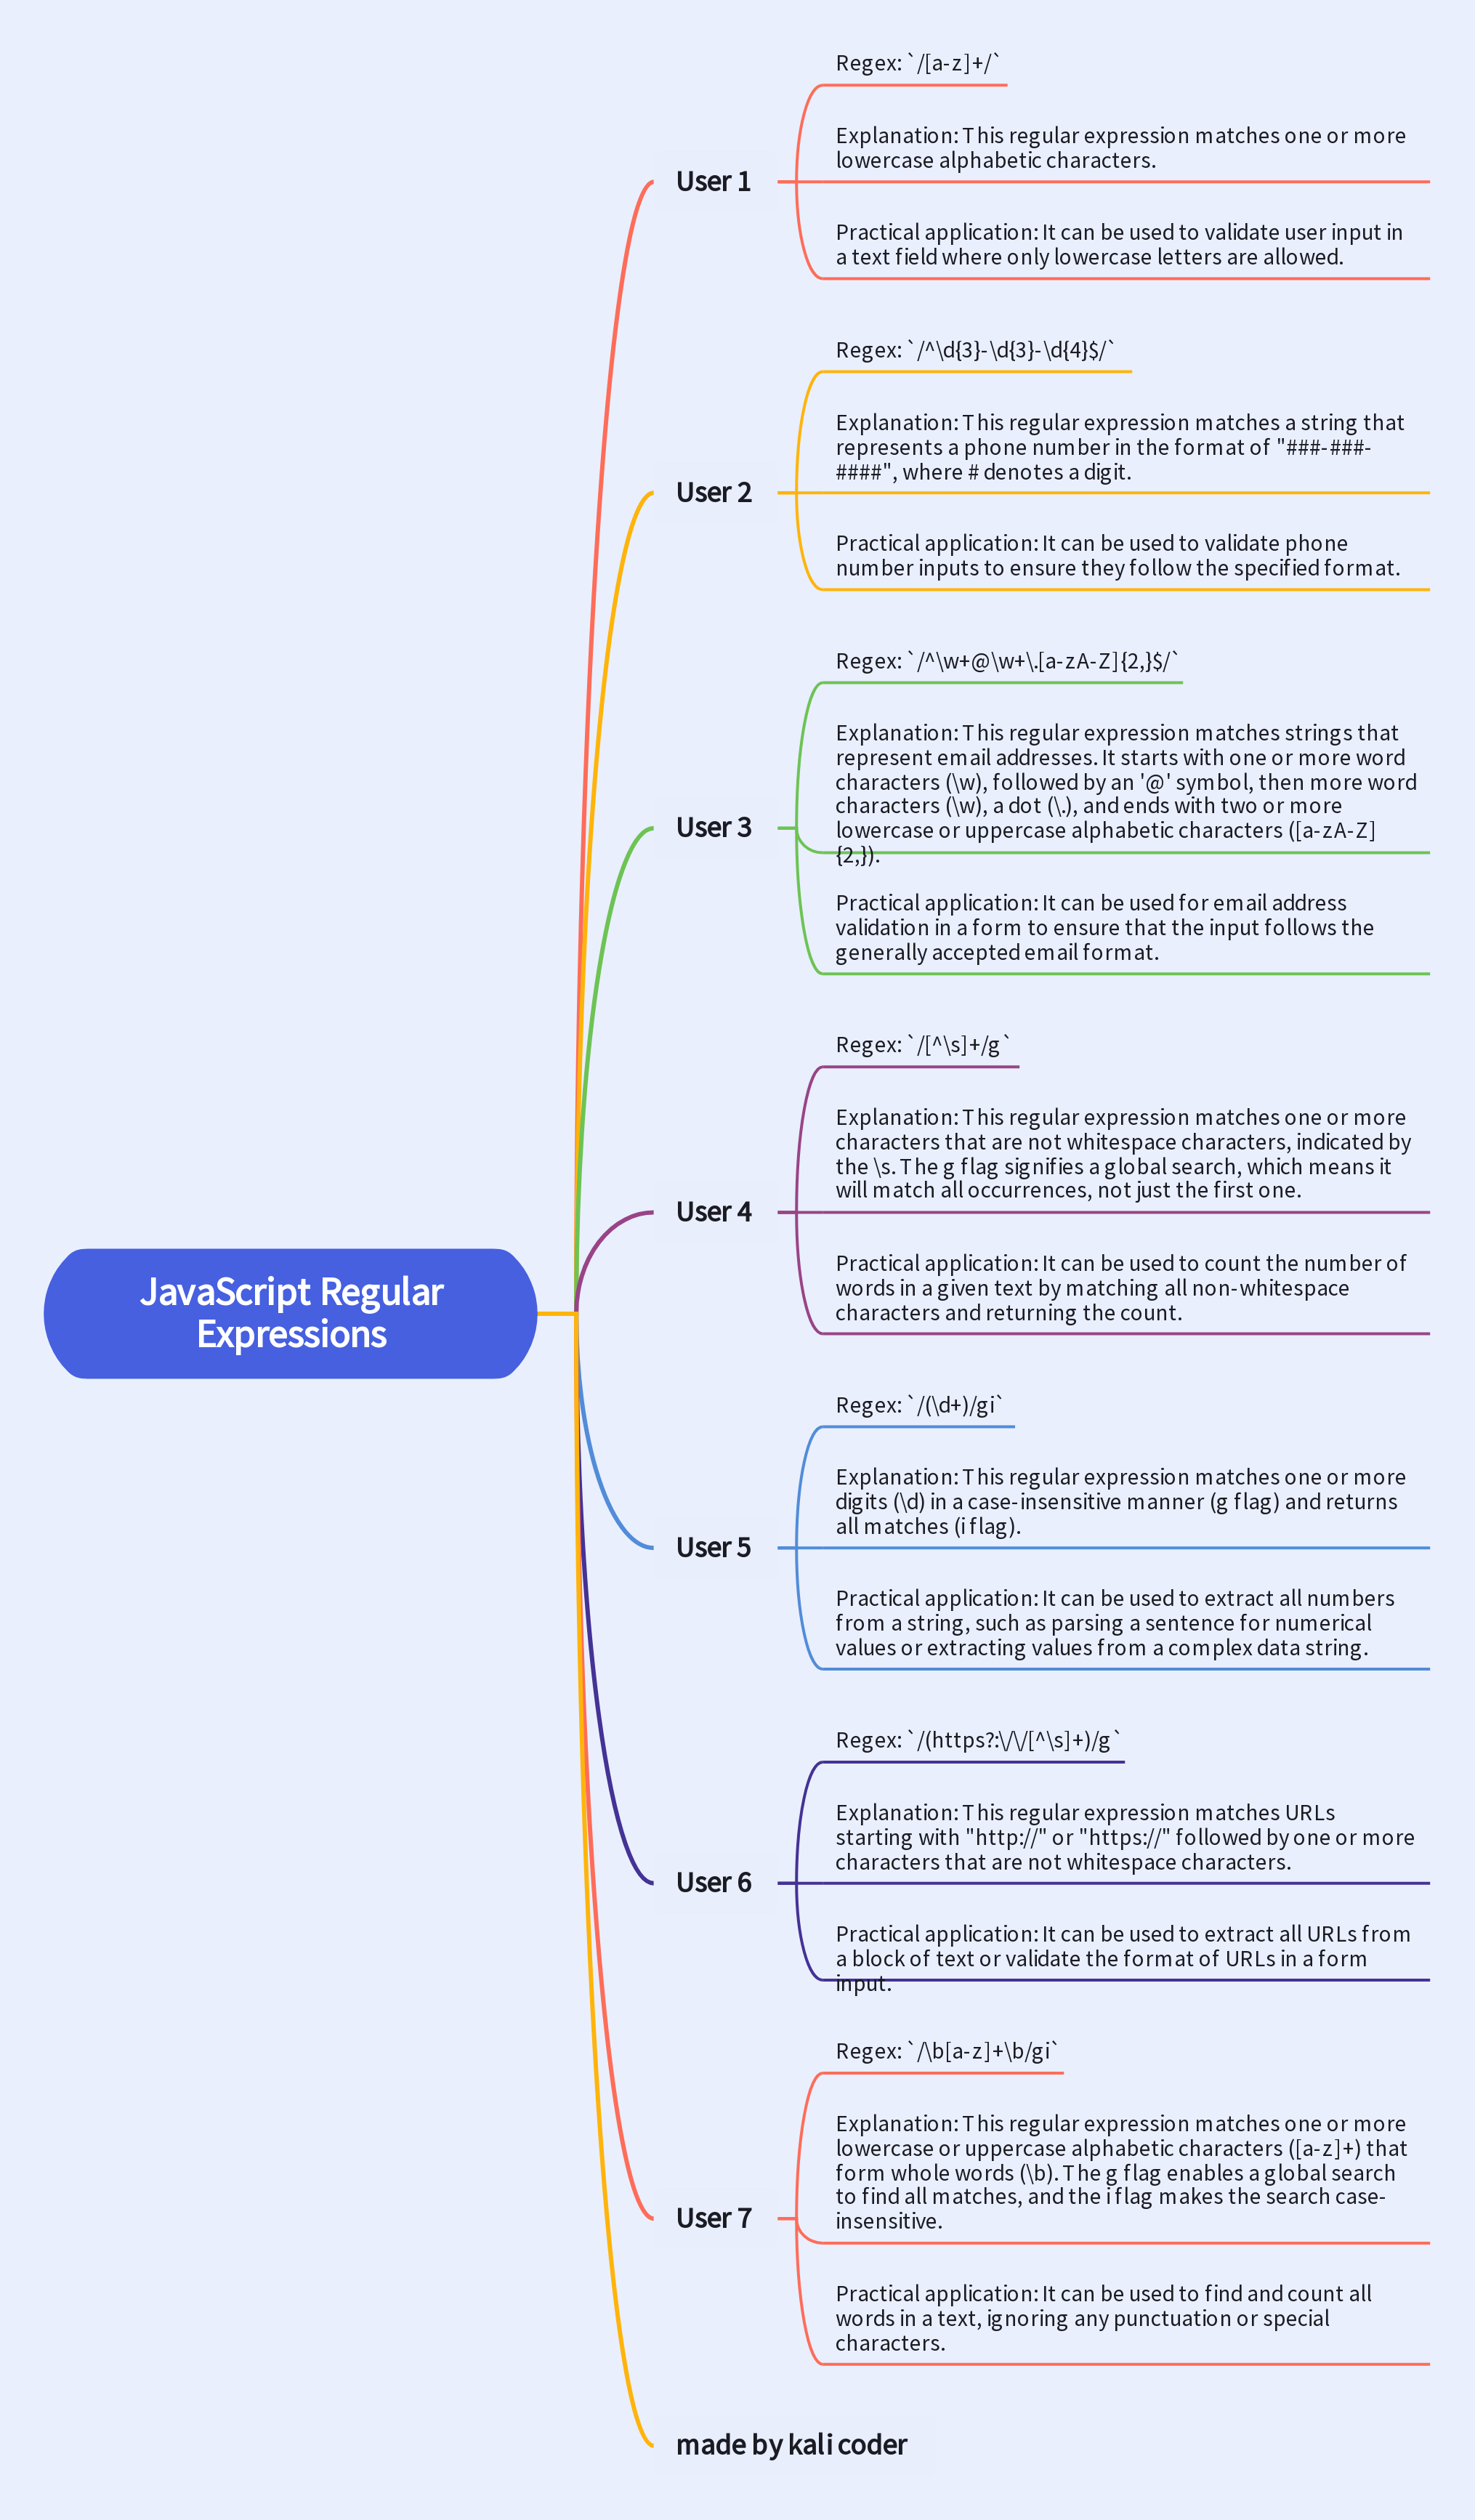 Regex: `/[a-z]+/`
Explanation: This regular expression matches one or more
lowercase alphabetic characters.
User 1
Practical application: It can be used to validate user input in
a text field where only lowercase letters are allowed.
Regex: `/^\d{3}-\d{3}-\d{4}$/`
Explanation: This regular expression matches a string that
represents a phone number in the format of "###-###-
####", where # denotes a digit.
User 2
Practical application: It can be used to validate phone
number inputs to ensure they follow the specified format.
Regex: `/^\w+@\w+\.[a-zA-Z]{2,}$/`
Explanation: This regular expression matches strings that
represent email addresses. It starts with one or more word
characters (\w), followed by an '@' symbol, then more word
characters (\w), a dot (\.), and ends with two or more
lowercase or uppercase alphabetic characters ([a-zA-Z]
{2,}).
User 3
Practical application: It can be used for email address
validation in a form to ensure that the input follows the
generally accepted email format.
Regex: `/[^\s]+/g`
Explanation: This regular expression matches one or more
characters that are not whitespace characters, indicated by
the \s. The g flag signifies a global search, which means it
will match all occurrences, not just the first one.
User 4
Practical application: It can be used to count the number of
words in a given text by matching all non-whitespace
characters and returning the count.
JavaScript Regular
Expressions
Regex: `/(\d+)/gi`
Explanation: This regular expression matches one or more
digits (\d) in a case-insensitive manner (g flag) and returns
all matches (i flag).
User 5
Practical application: It can be used to extract all numbers
from a string, such as parsing a sentence for numerical
values or extracting values from a complex data string.
Regex: `/(https?:\/\/[^\s]+)/g`
Explanation: This regular expression matches URLs
starting with "http://" or "https://" followed by one or more
characters that are not whitespace characters.
User 6
Practical application: It can be used to extract all URLs from
a block of text or validate the format of URLs in a form
input.
Regex: `/\b[a-z]+\b/gi`
Explanation: This regular expression matches one or more
lowercase or uppercase alphabetic characters ([a-z]+) that
form whole words (\b). The g flag enables a global search
to find all matches, and the i flag makes the search case-
insensitive.
User 7
Practical application: It can be used to find and count all
words in a text, ignoring any punctuation or special
characters.
made by kali coder